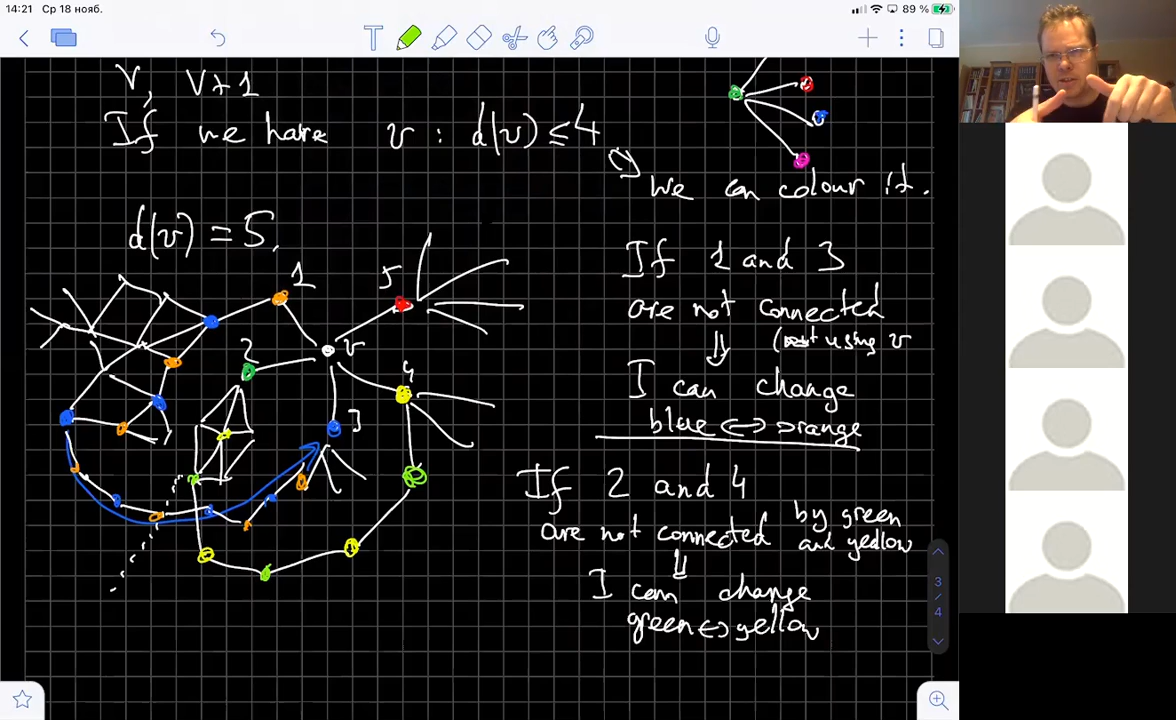 14:21 Ср 18 нояб.
89 %
V, V+1
If we have v : d(v) ≤ 4
We can colour it.
d(v) = 5,
1
5
2
v
4
3
If 1 and 3
are not connected
(not using v
⇓
I can change
blue <=> orange
If 2 and 4
are not connected by green and yellow
⇓
I can change
green <=> yellow
3
/
4